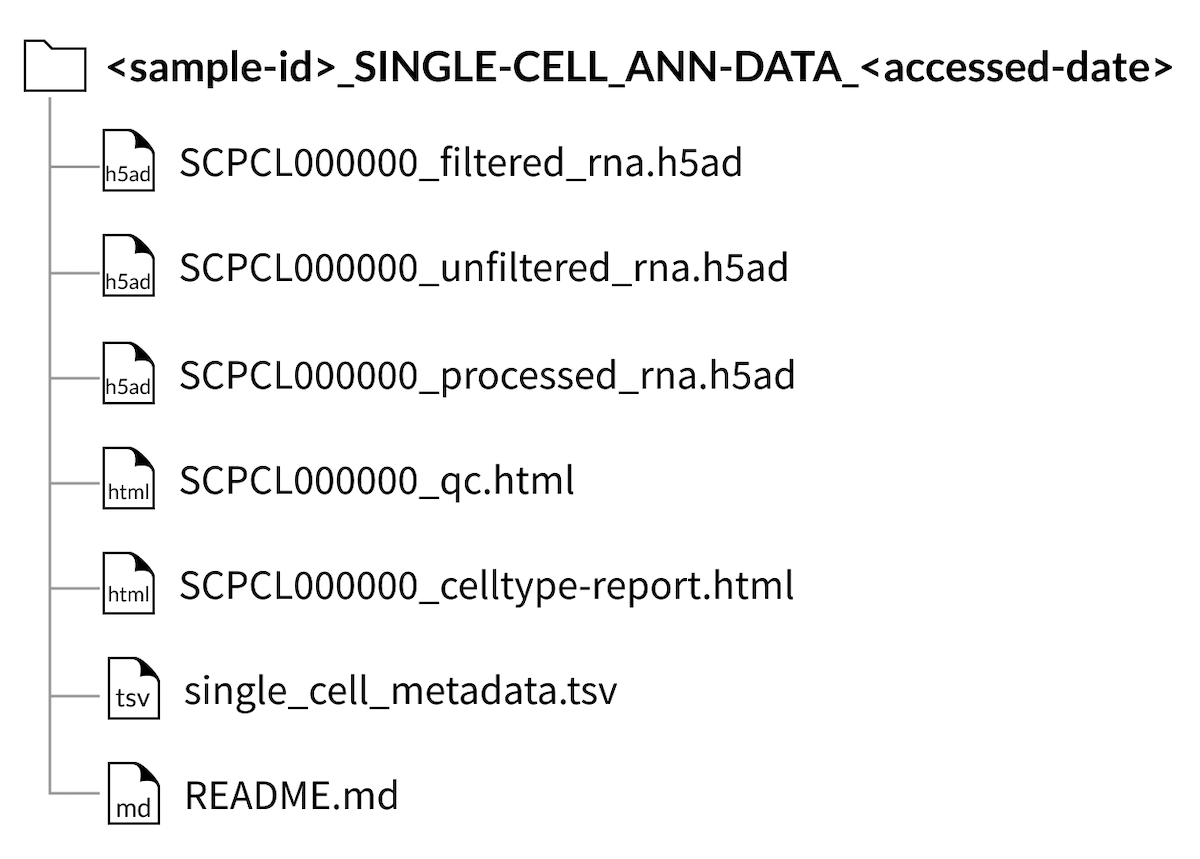 <sample-id>_SINGLE-CELL_ANN-DATA_<accessed-date>
h5ad SCPCL000000_filtered_rna.h5ad
h5ad SCPCL000000_unfiltered_rna.h5ad
h5ad SCPCL000000_processed_rna.h5ad
html SCPCL000000_qc.html
html SCPCL000000_celltype-report.html
tsv single_cell_metadata.tsv
md README.md